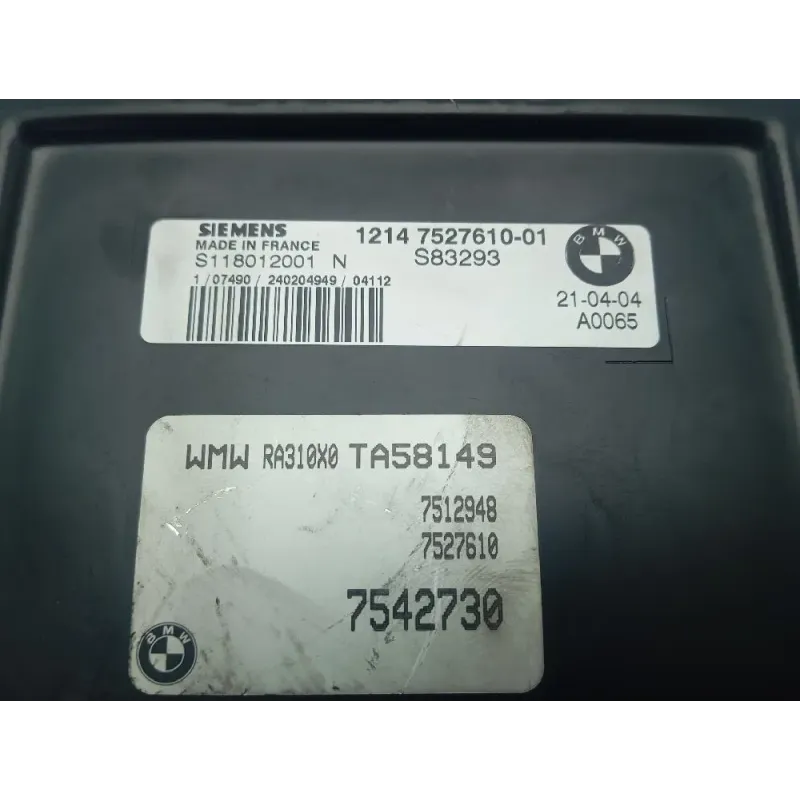 SIEMENS
MADE IN FRANCE
S118012001 N
1/07490/240204949/04112
1214 7527610-01
S83293
BMW
21-04-04
A0065
WMW RA310X0 TA58149
7512948
7527610
7542730
BMW